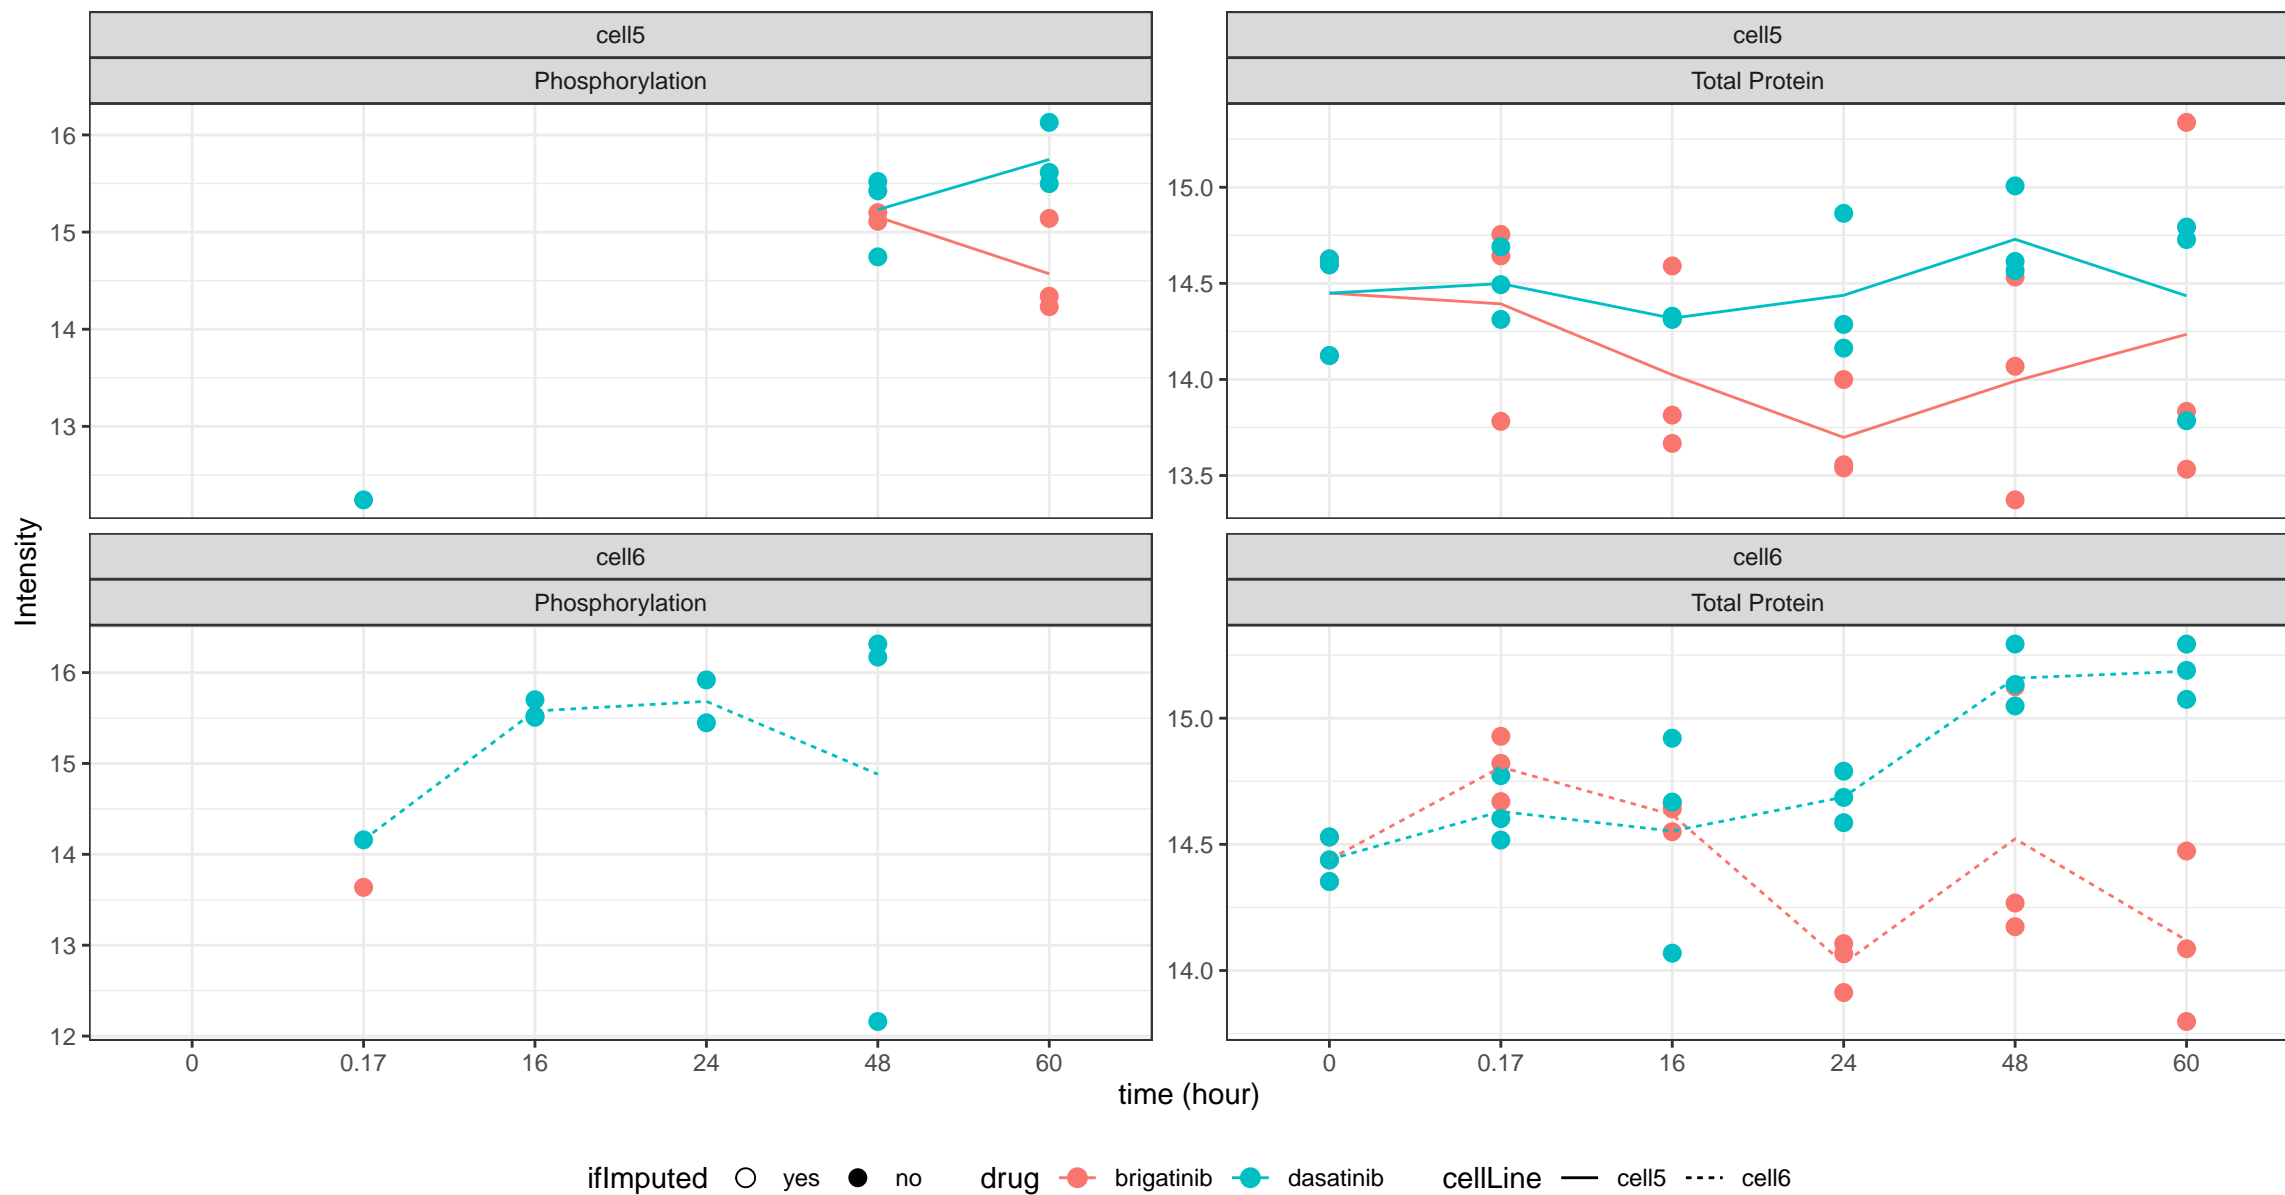 cell5
Phosphorylation
16
15
14
13
cell5
Total Protein
15.0
14.5
14.0
13.5
Intensity
cell6
Phosphorylation
16
15
14
13
12
0 0.17 16 24 48 60
cell6
Total Protein
15.0
14.5
14.0
0 0.17 16 24 48 60
time (hour)
ifImputed yes no drug brigatinib dasatinib cellLine cell5 cell6